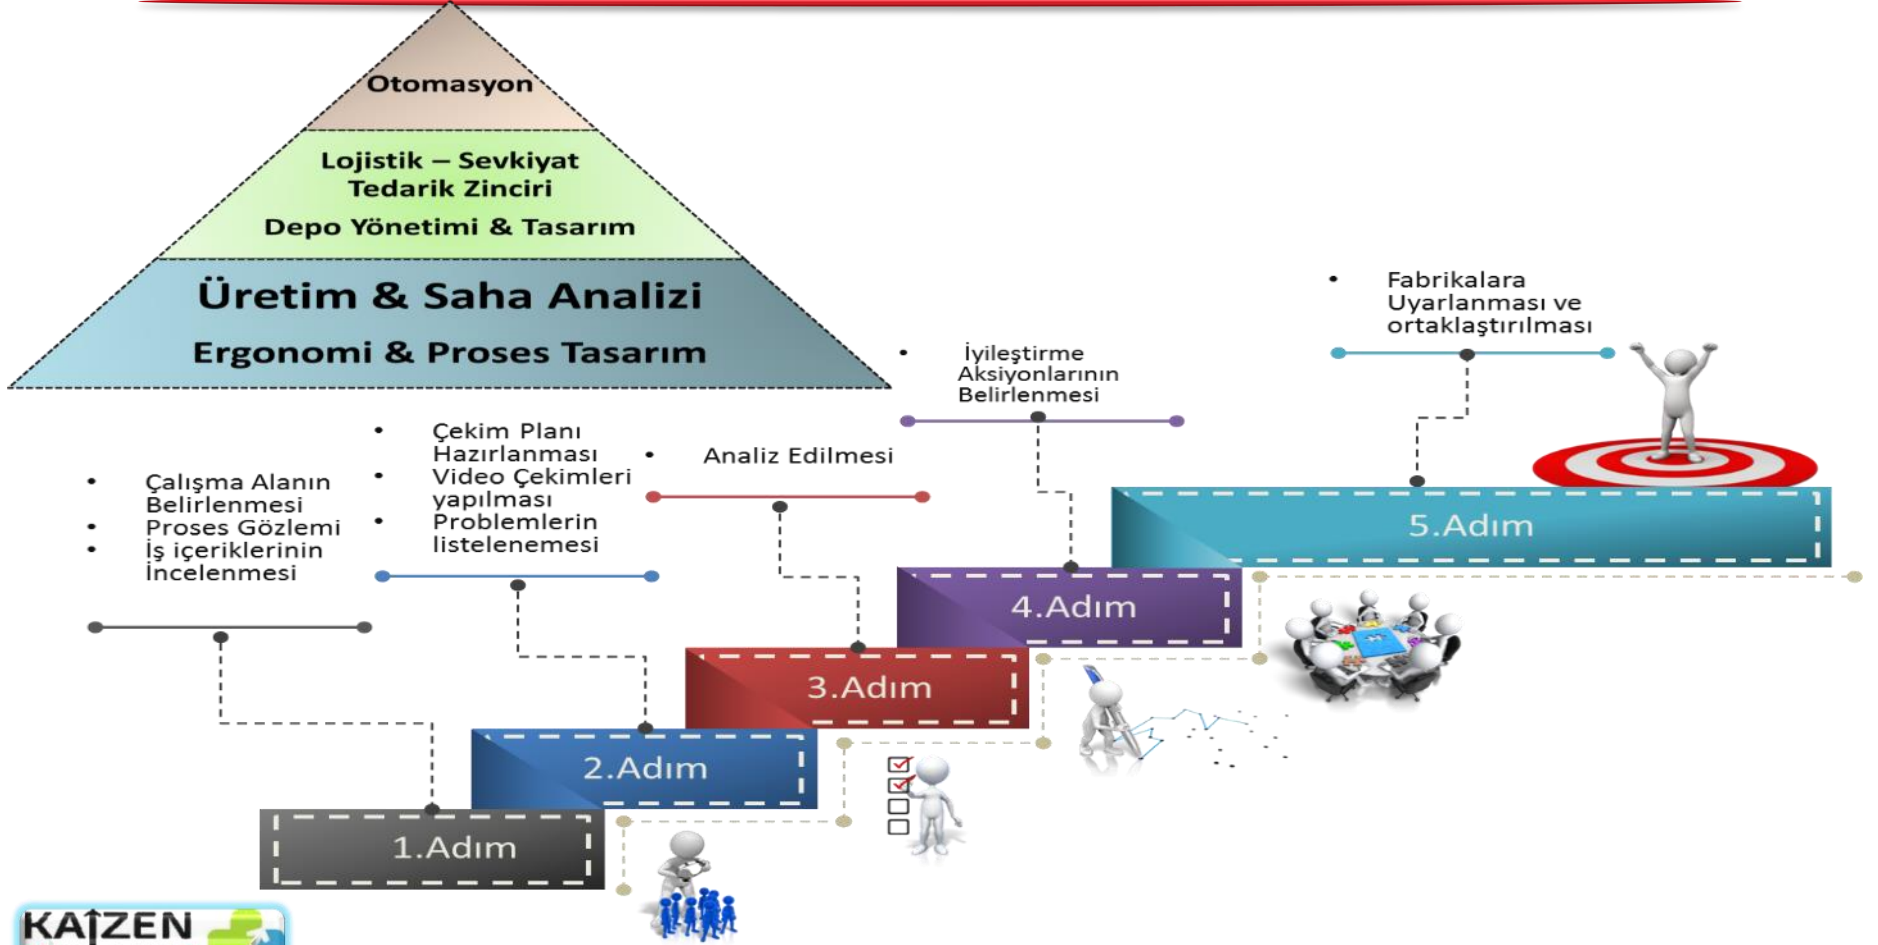 Otomasyon
Lojistik – Sevkiyat
Tedarik Zinciri
Depo Yönetimi & Tasarım
Üretim & Saha Analizi
Ergonomi & Proses Tasarım
• Çalışma Alanın
Belirlenmesi
• Proses Gözlemi
• İş içeriklerinin
İncelenmesi
• Çekim Planı
Hazırlanması
• Video Çekimleri
yapılması
• Problemlerin
listelenemesi
• Analiz Edilmesi
• İyileştirme
Aksiyonlarının
Belirlenmesi
• Fabrikalara
Uyarlanması ve
ortaklaştırılması
5.Adım
4.Adım
3.Adım
2.Adım
1.Adım
KAIZEN